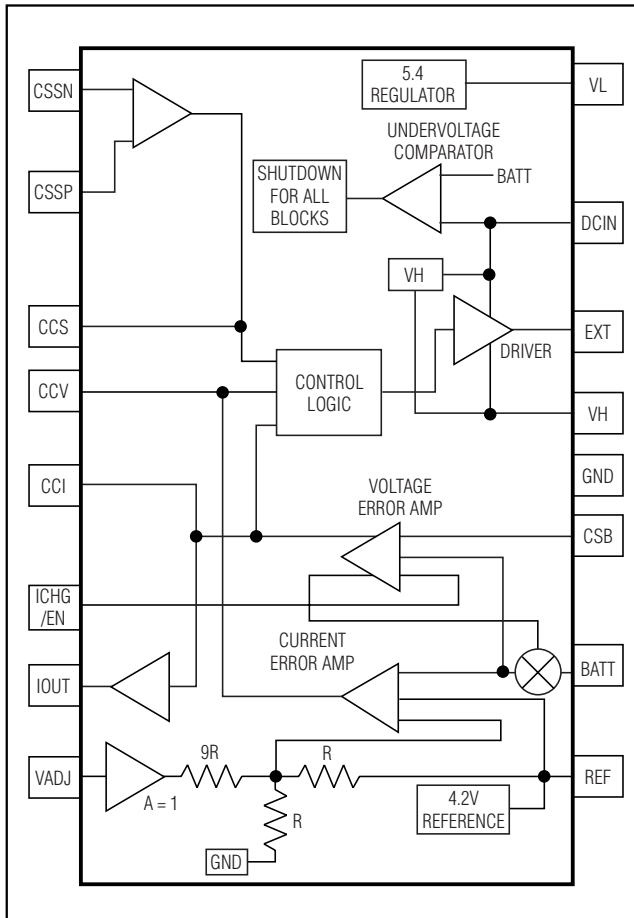 CSSN
CSSP
CCS
CCV
CCI
ICHG
/EN
IOUT
VADJ
5.4
REGULATOR
VL
UNDERVOLTAGE
COMPARATOR
SHUTDOWN
FOR ALL
BLOCKS
BATT
DCIN
VH
EXT
DRIVER
CONTROL
LOGIC
VH
GND
VOLTAGE
ERROR AMP
CSB
CURRENT
ERROR AMP
BATT
9R
R
A = 1
R
GND
4.2V
REFERENCE
REF